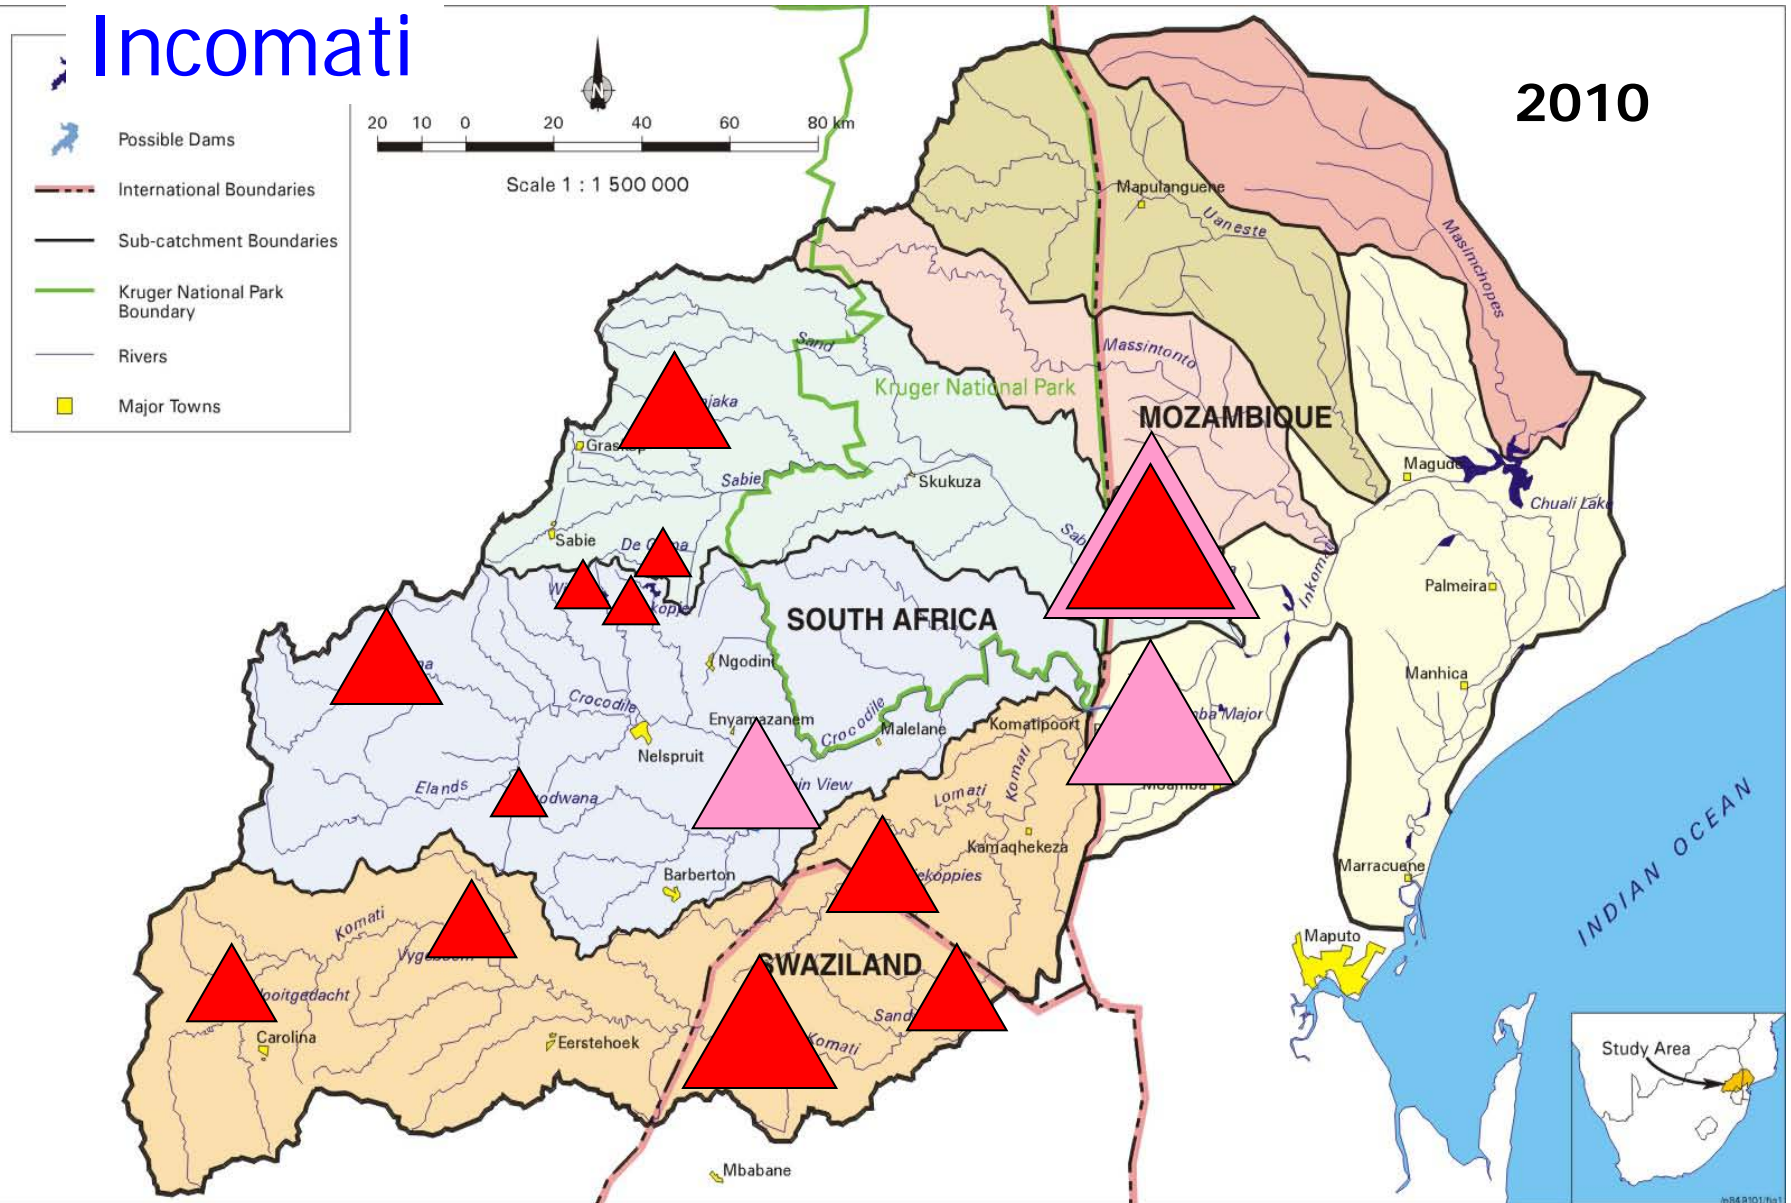 Incomati
2010
20 10 0 20 40 60 80 km
Scale 1 : 1 500 000
N
Possible Dams
International Boundaries
Sub-catchment Boundaries
Kruger National Park
Boundary
Rivers
Major Towns
Mapulanguene
Uaneste
Masimchopes
Massintonto
Sand
Kruger National Park
MOZAMBIQUE
Magude
Chuali Lake
Sabie
Skukuza
Sabie
Inkomati
Palmeira
SOUTH AFRICA
Ngodini
Manhica
Crocodile
Nelspruit
Enyamazanem
Crocodile
Malelane
Komatipoort
Elands
Lomati
Komati
Kamaqhekeza
Barberton
Marracuene
INDIAN OCEAN
Komati
SWAZILAND
Maputo
Carolina
Eerstehoek
Komati
Mbabane
Study Area